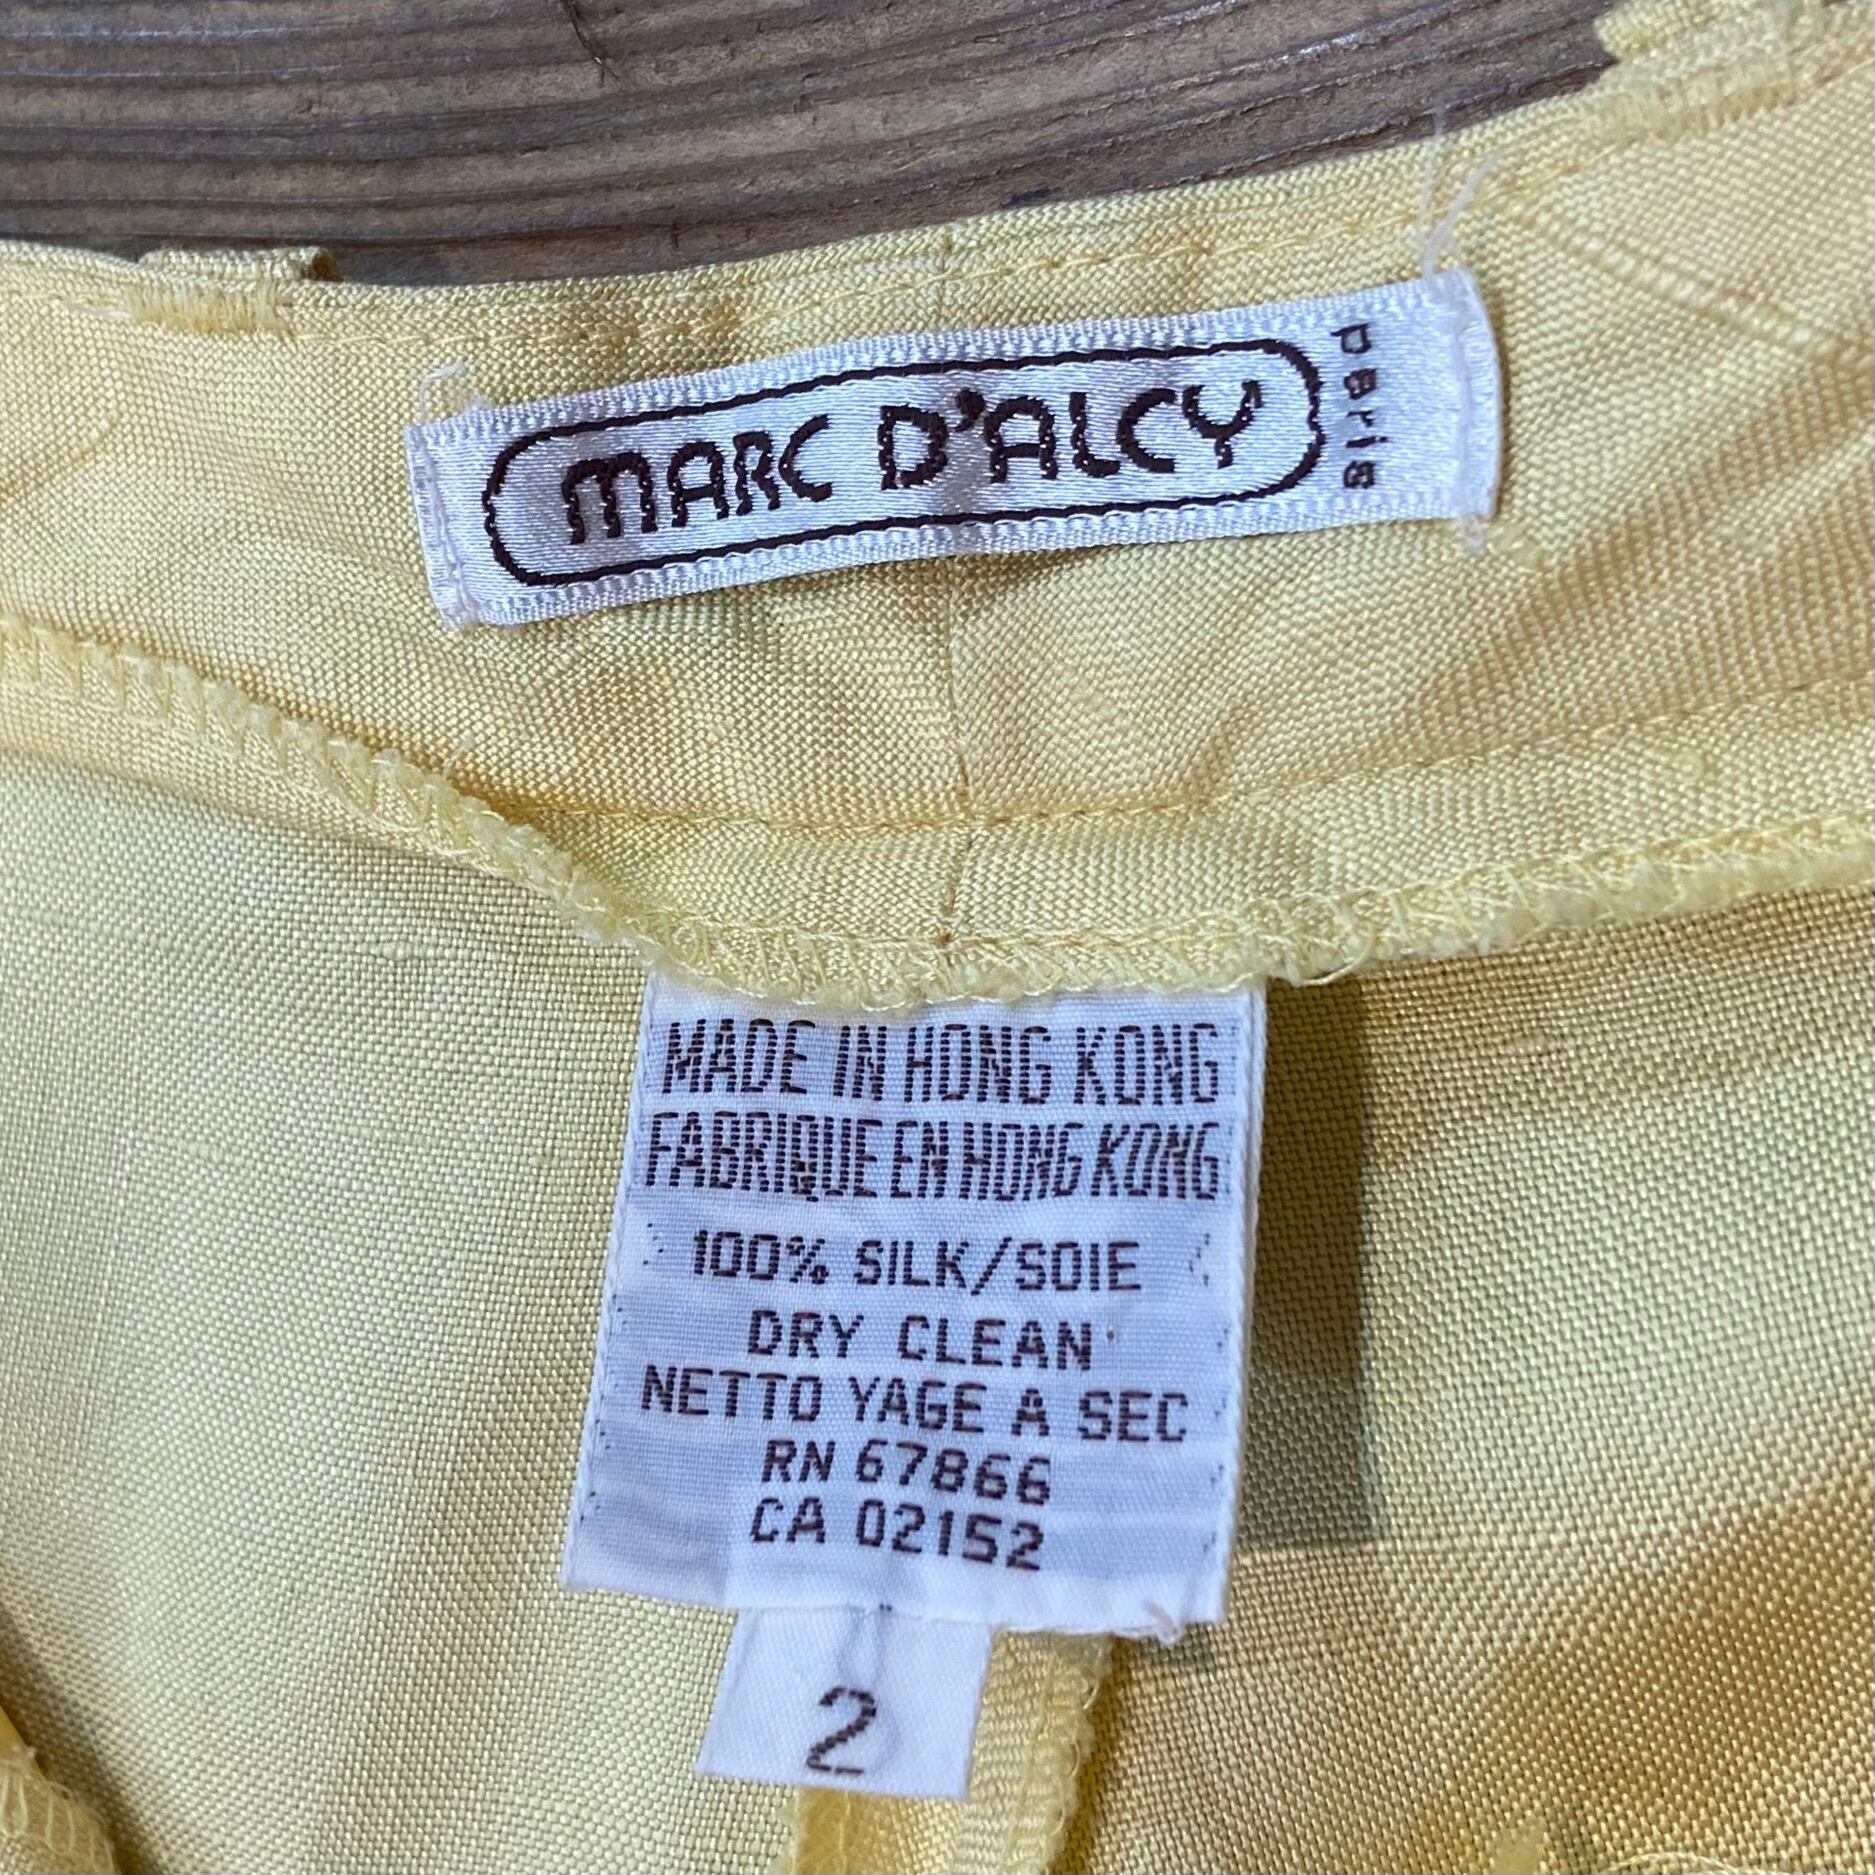 MARC D'ALCY
paris
MADE IN HONG KONG
FABRIQUE EN HONG KONG
100% SILK/SOIE
DRY CLEAN
NETTO YAGE A SEC
RN 67866
CA 02152
2